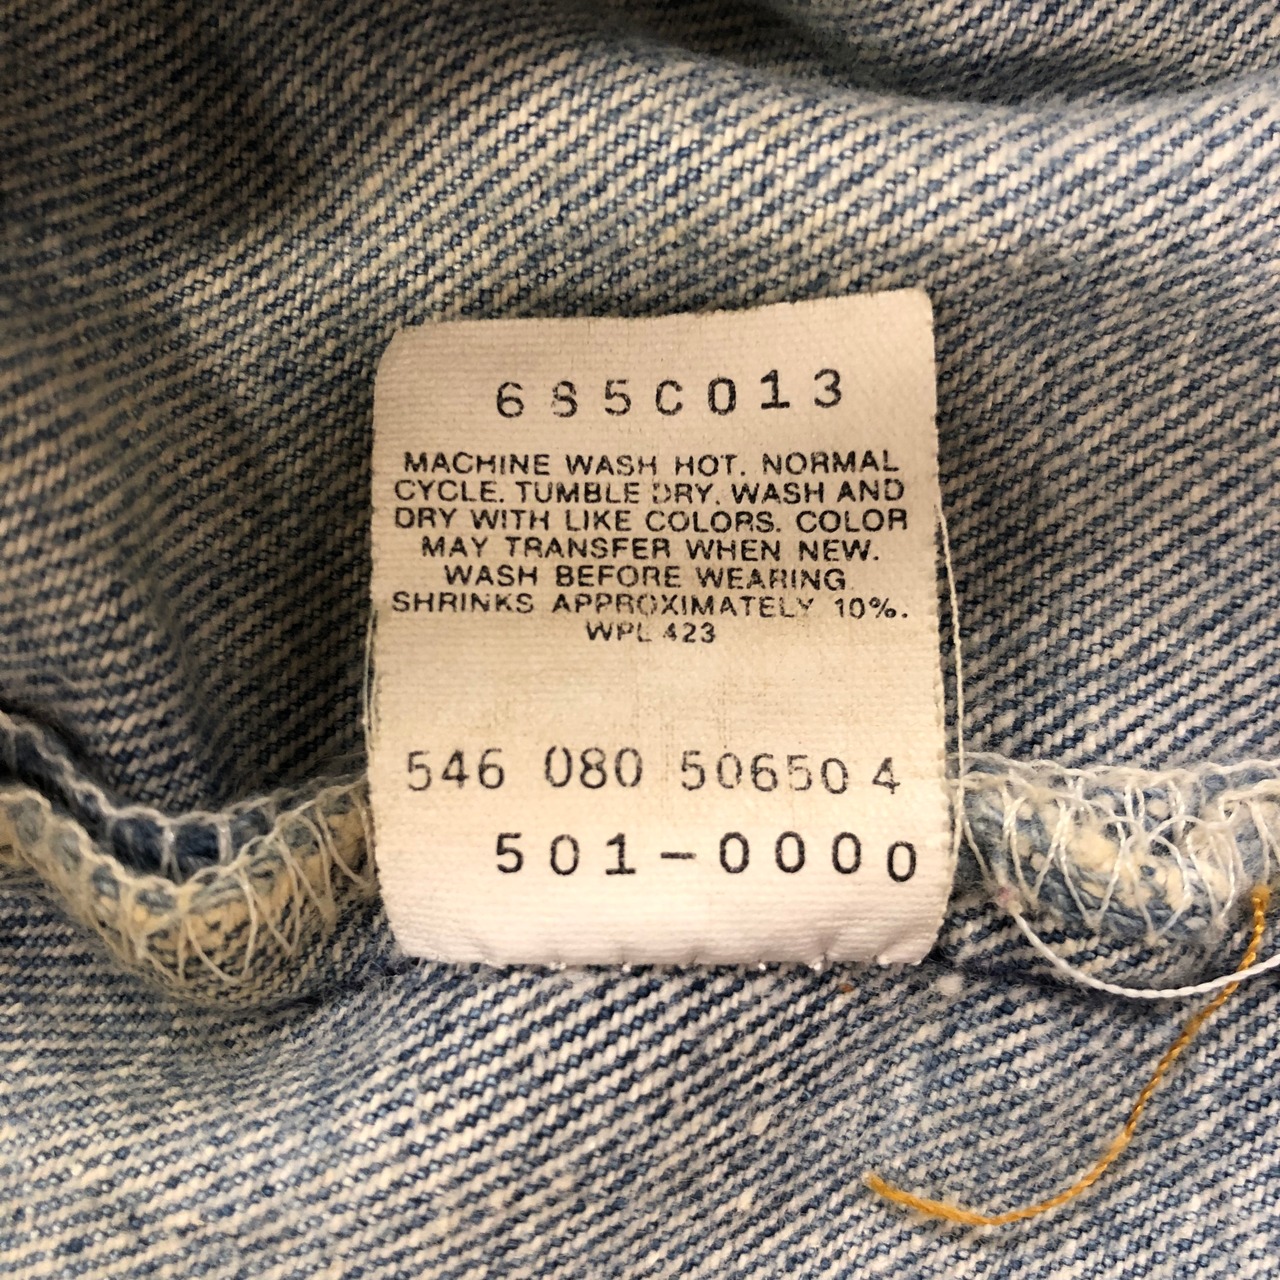 685C013
MACHINE WASH HOT. NORMAL
CYCLE. TUMBLE DRY. WASH AND
DRY WITH LIKE COLORS. COLOR
MAY TRANSFER WHEN NEW.
WASH BEFORE WEARING
SHRINKS APPROXIMATELY 10%.
WPL 423
546 080 506504
501-0000